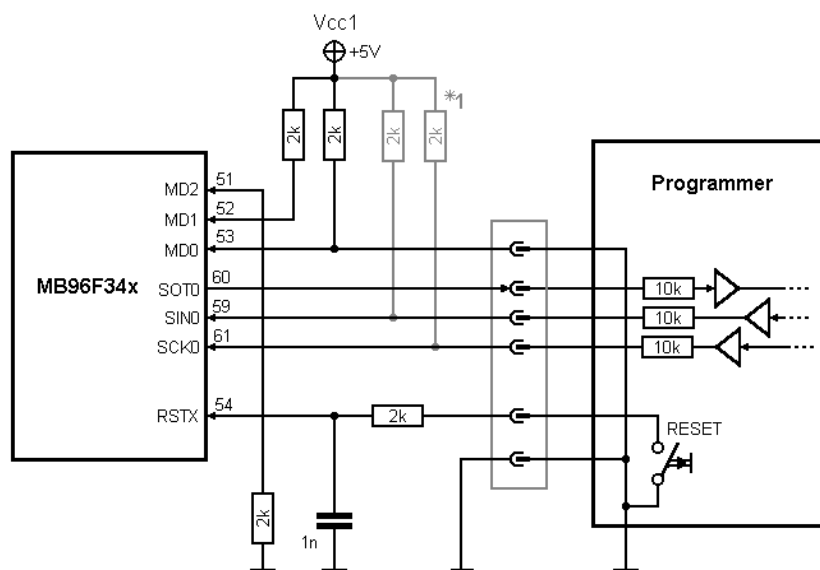 Vcc1
+5V
*1
2k
2k
2k
2k
Programmer
MB96F34x
MD2
51
MD1
52
MD0
53
SOT0
60
10k
SIN0
59
10k
SCK0
61
10k
RSTX
54
2k
RESET
2k
1n